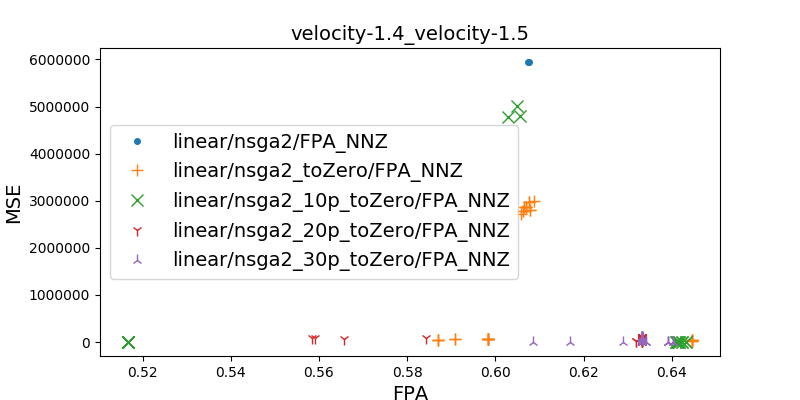 velocity-1.4_velocity-1.5
6000000
5000000
4000000
3000000
2000000
1000000
0
MSE
linear/nsga2/FPA_NNZ
linear/nsga2_toZero/FPA_NNZ
linear/nsga2_10p_toZero/FPA_NNZ
linear/nsga2_20p_toZero/FPA_NNZ
linear/nsga2_30p_toZero/FPA_NNZ
0.52 0.54 0.56 0.58 0.60 0.62 0.64
FPA